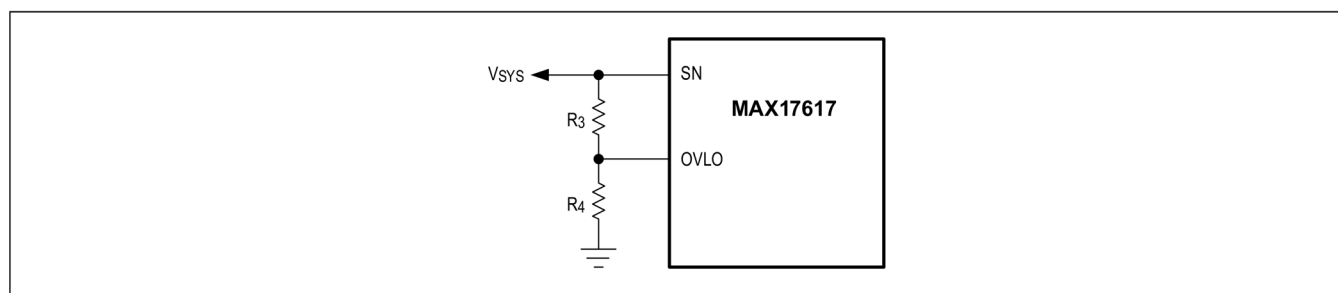 VSYS
SN
MAX17617
R3
OVLO
R4